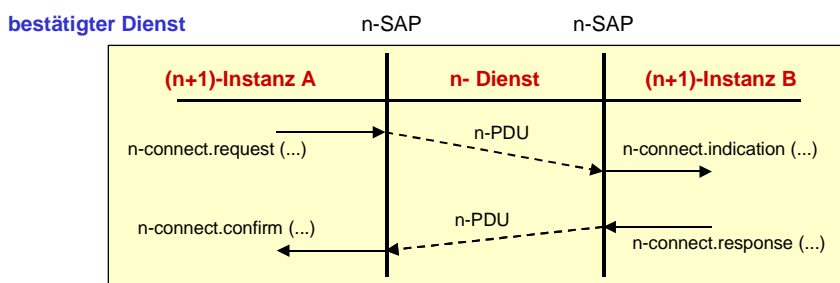 bestätigter Dienst n-SAP n-SAP
(n+1)-Instanz A n- Dienst (n+1)-Instanz B
n-PDU
n-connect.request (...) n-connect.indication (...)
n-PDU
n-connect.confirm (...) n-connect.response (...)